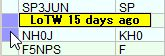 SP3JUN SP
LoTW 15 days ago
NH0J KH0
F5NPS F